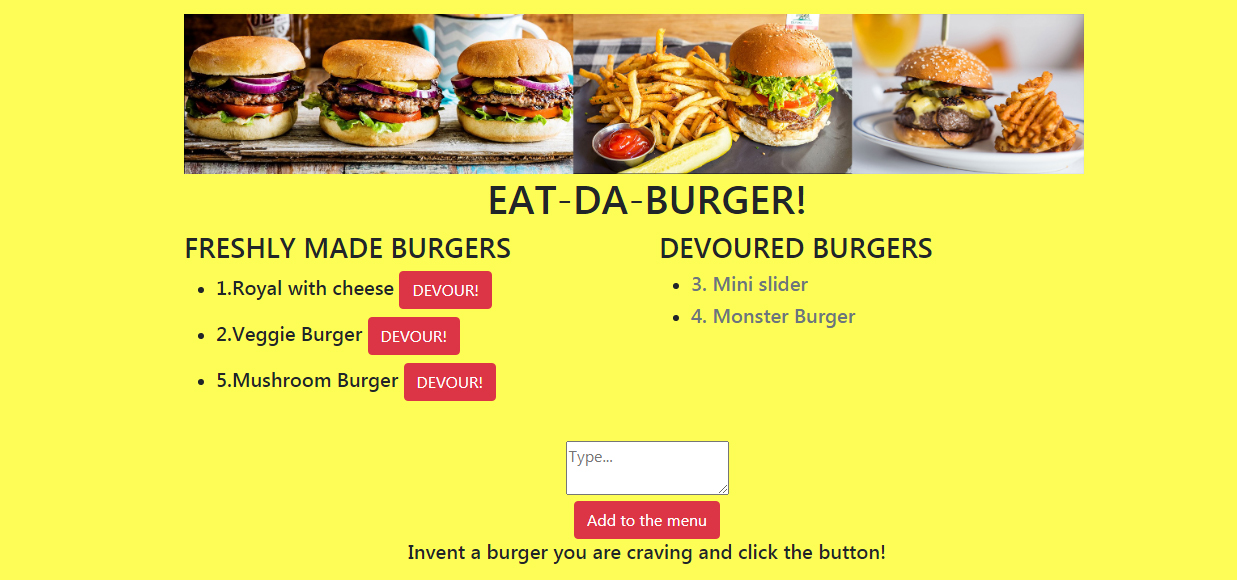 EAT-DA-BURGER!
FRESHLY MADE BURGERS
1.Royal with cheese DEVOUR!
2.Veggie Burger DEVOUR!
5.Mushroom Burger DEVOUR!
DEVOURED BURGERS
3. Mini slider
4. Monster Burger
Type...
Add to the menu
Invent a burger you are craving and click the button!